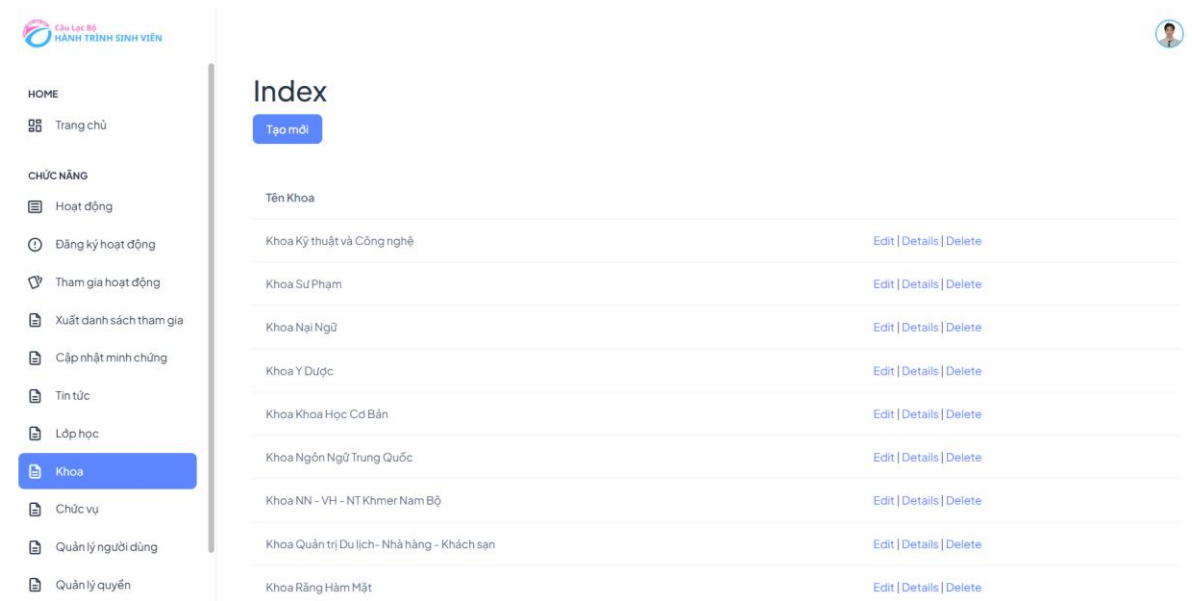 Câu Lạc Bộ
HÀNH TRÌNH SINH VIÊN
HOME
Trang chủ
CHỨC NĂNG
Hoạt động
Đăng ký hoạt động
Tham gia hoạt động
Xuất danh sách tham gia
Cập nhật minh chứng
Tin tức
Lớp học
Khoa
Chức vụ
Quản lý người dùng
Quản lý quyền
Index
Tạo mới
Tên Khoa
Khoa Kỹ thuật và Công nghệ Edit | Details | Delete
Khoa Sư Phạm Edit | Details | Delete
Khoa Nại Ngữ Edit | Details | Delete
Khoa Y Dược Edit | Details | Delete
Khoa Khoa Học Cơ Bản Edit | Details | Delete
Khoa Ngôn Ngữ Trung Quốc Edit | Details | Delete
Khoa NN - VH - NT Khmer Nam Bộ Edit | Details | Delete
Khoa Quản trị Du lịch- Nhà hàng - Khách sạn Edit | Details | Delete
Khoa Răng Hàm Mặt Edit | Details | Delete